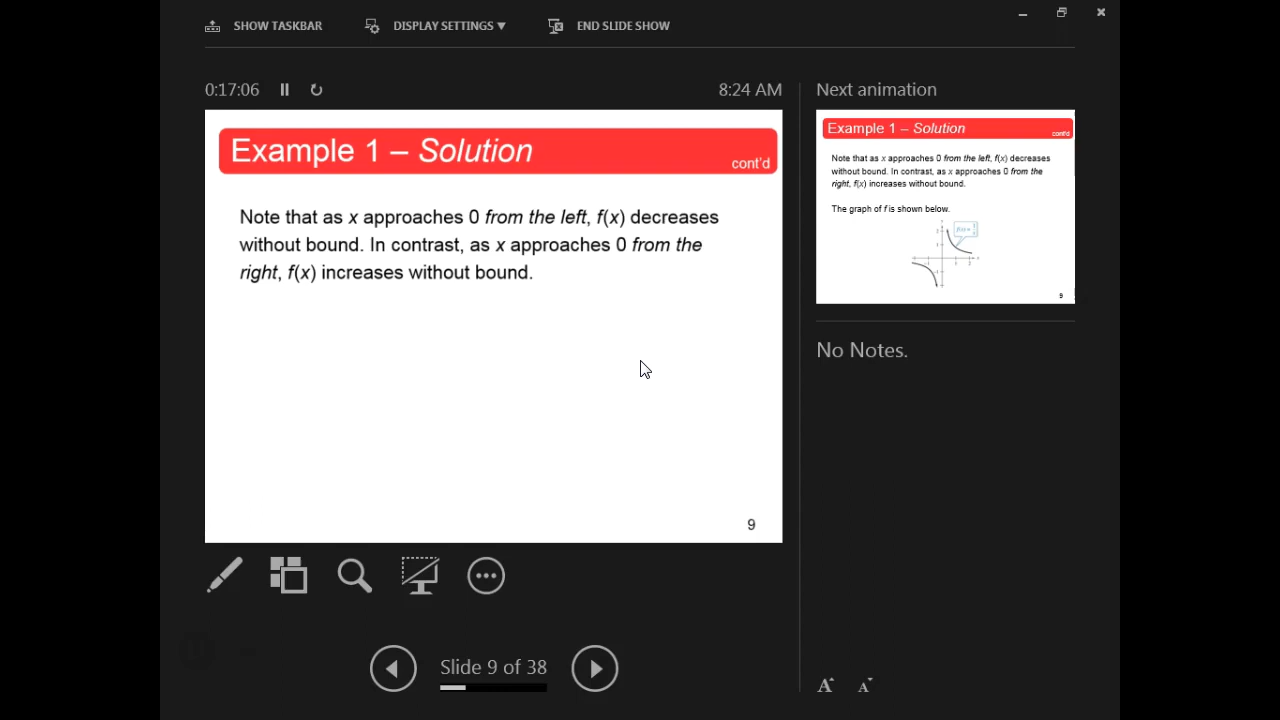 SHOW TASKBAR
DISPLAY SETTINGS ▼
END SLIDE SHOW
0:17:06
8:24 AM
Example 1 – Solution
cont'd
Note that as x approaches 0 from the left, f(x) decreases
without bound. In contrast, as x approaches 0 from the
right, f(x) increases without bound.
9
Slide 9 of 38
Next animation
Example 1 – Solution
cont'd
Note that as x approaches 0 from the left, f(x) decreases
without bound. In contrast, as x approaches 0 from the
right, f(x) increases without bound.
The graph of f is shown below.
9
No Notes.
A A